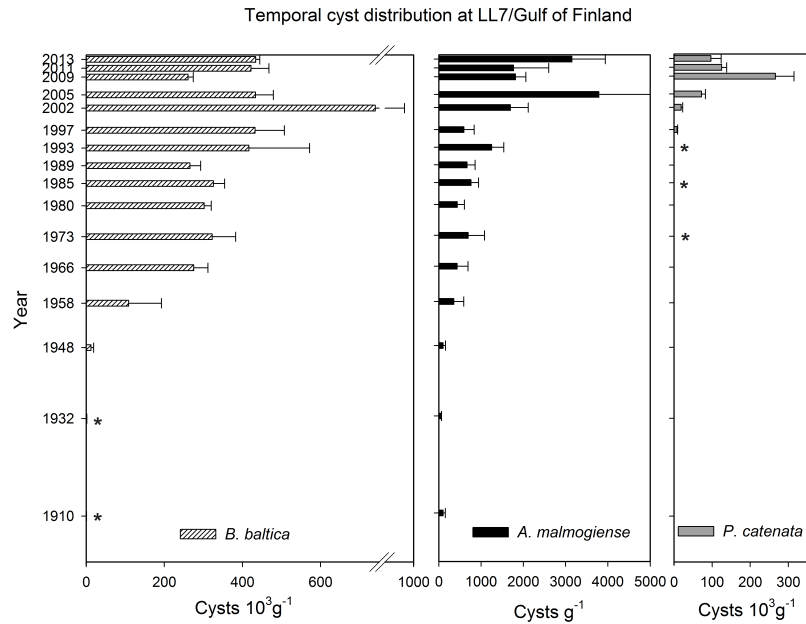 Temporal cyst distribution at LL7/Gulf of Finland
Year
2013
2011
2009
2005
2002
1997
1993
1989
1985
1980
1973
1966
1958
1948
1932
1910
*
*
B. baltica
0 200 400 600 1000
Cysts 10³g⁻¹
A. malmogiense
0 1000 2000 3000 4000 5000
Cysts g⁻¹
*
*
*
P. catenata
0 100 200 300
Cysts 10³g⁻¹